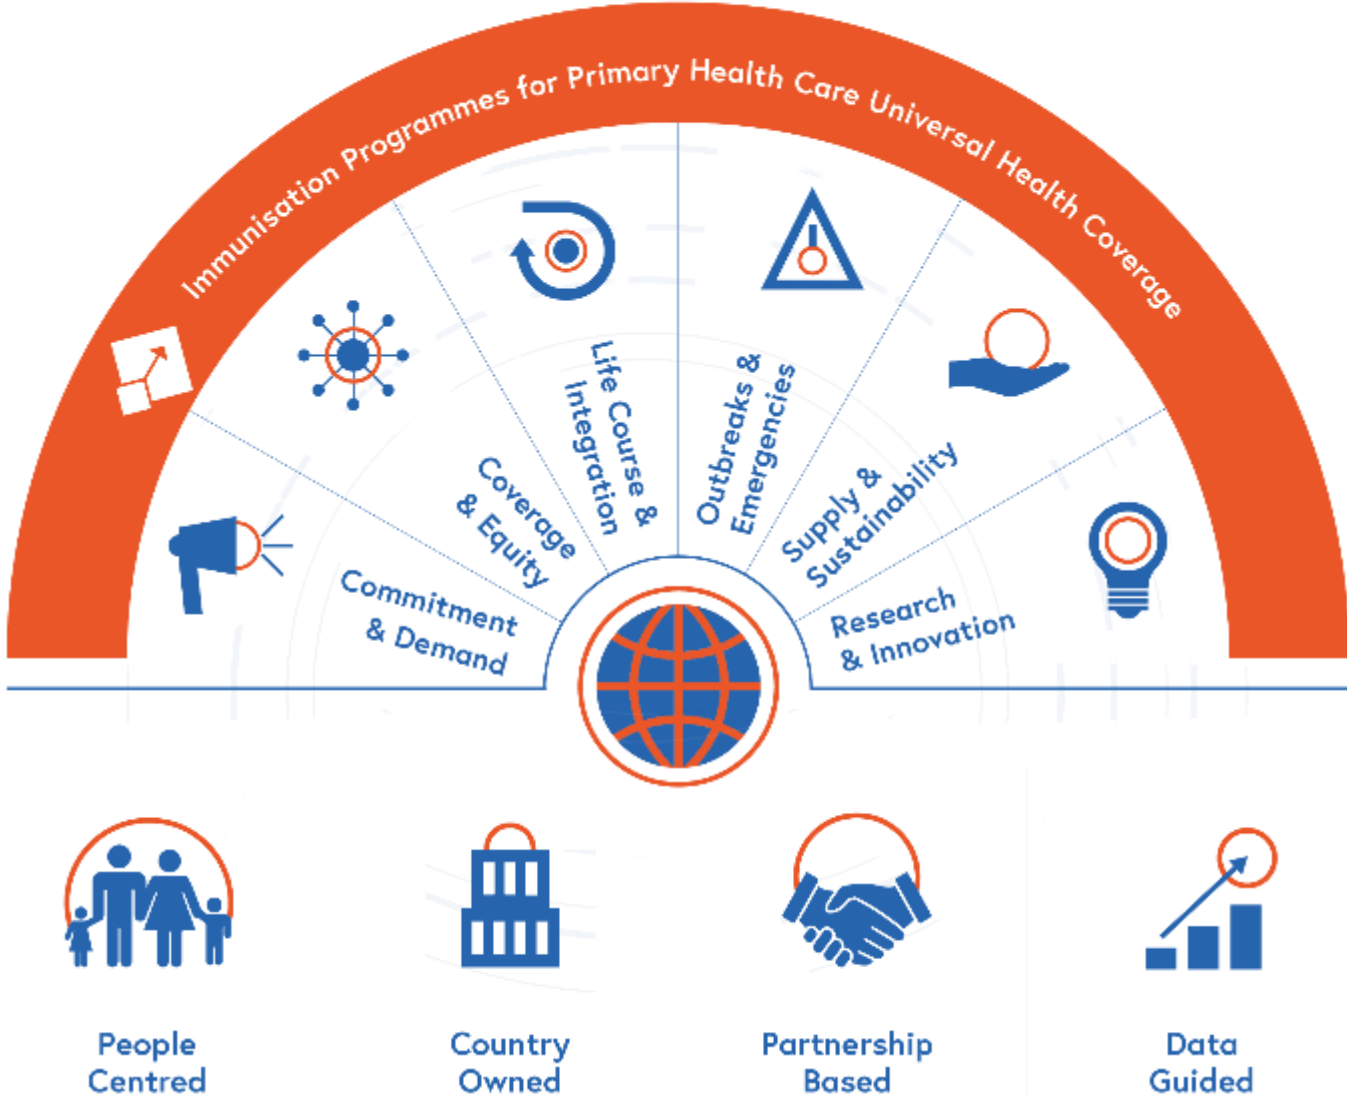 Immunisation Programmes for Primary Health Care Universal Health Coverage
Commitment
& Demand
Coverage
& Equity
Life Course &
Integration
Outbreaks &
Emergencies
Supply &
Sustainability
Research
& Innovation
People
Centred
Country
Owned
Partnership
Based
Data
Guided